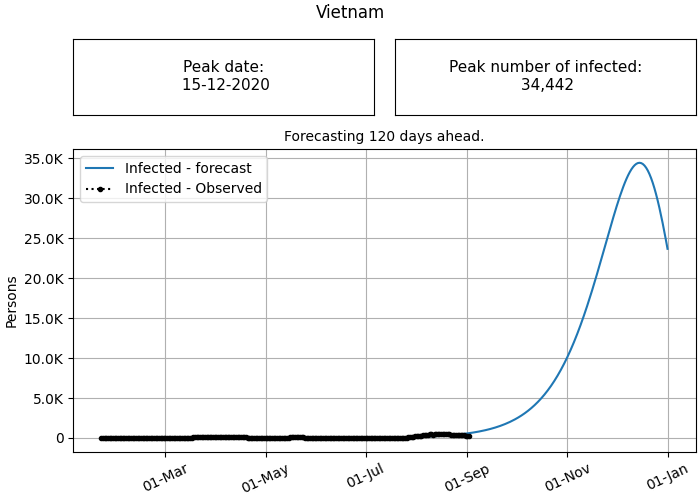 Vietnam
Peak date:
15-12-2020
Peak number of infected:
34,442
Forecasting 120 days ahead.
Infected - forecast
Infected - Observed
35.0K
30.0K
25.0K
20.0K
15.0K
10.0K
5.0K
0
Persons
01-Mar
01-May
01-Jul
01-Sep
01-Nov
01-Jan